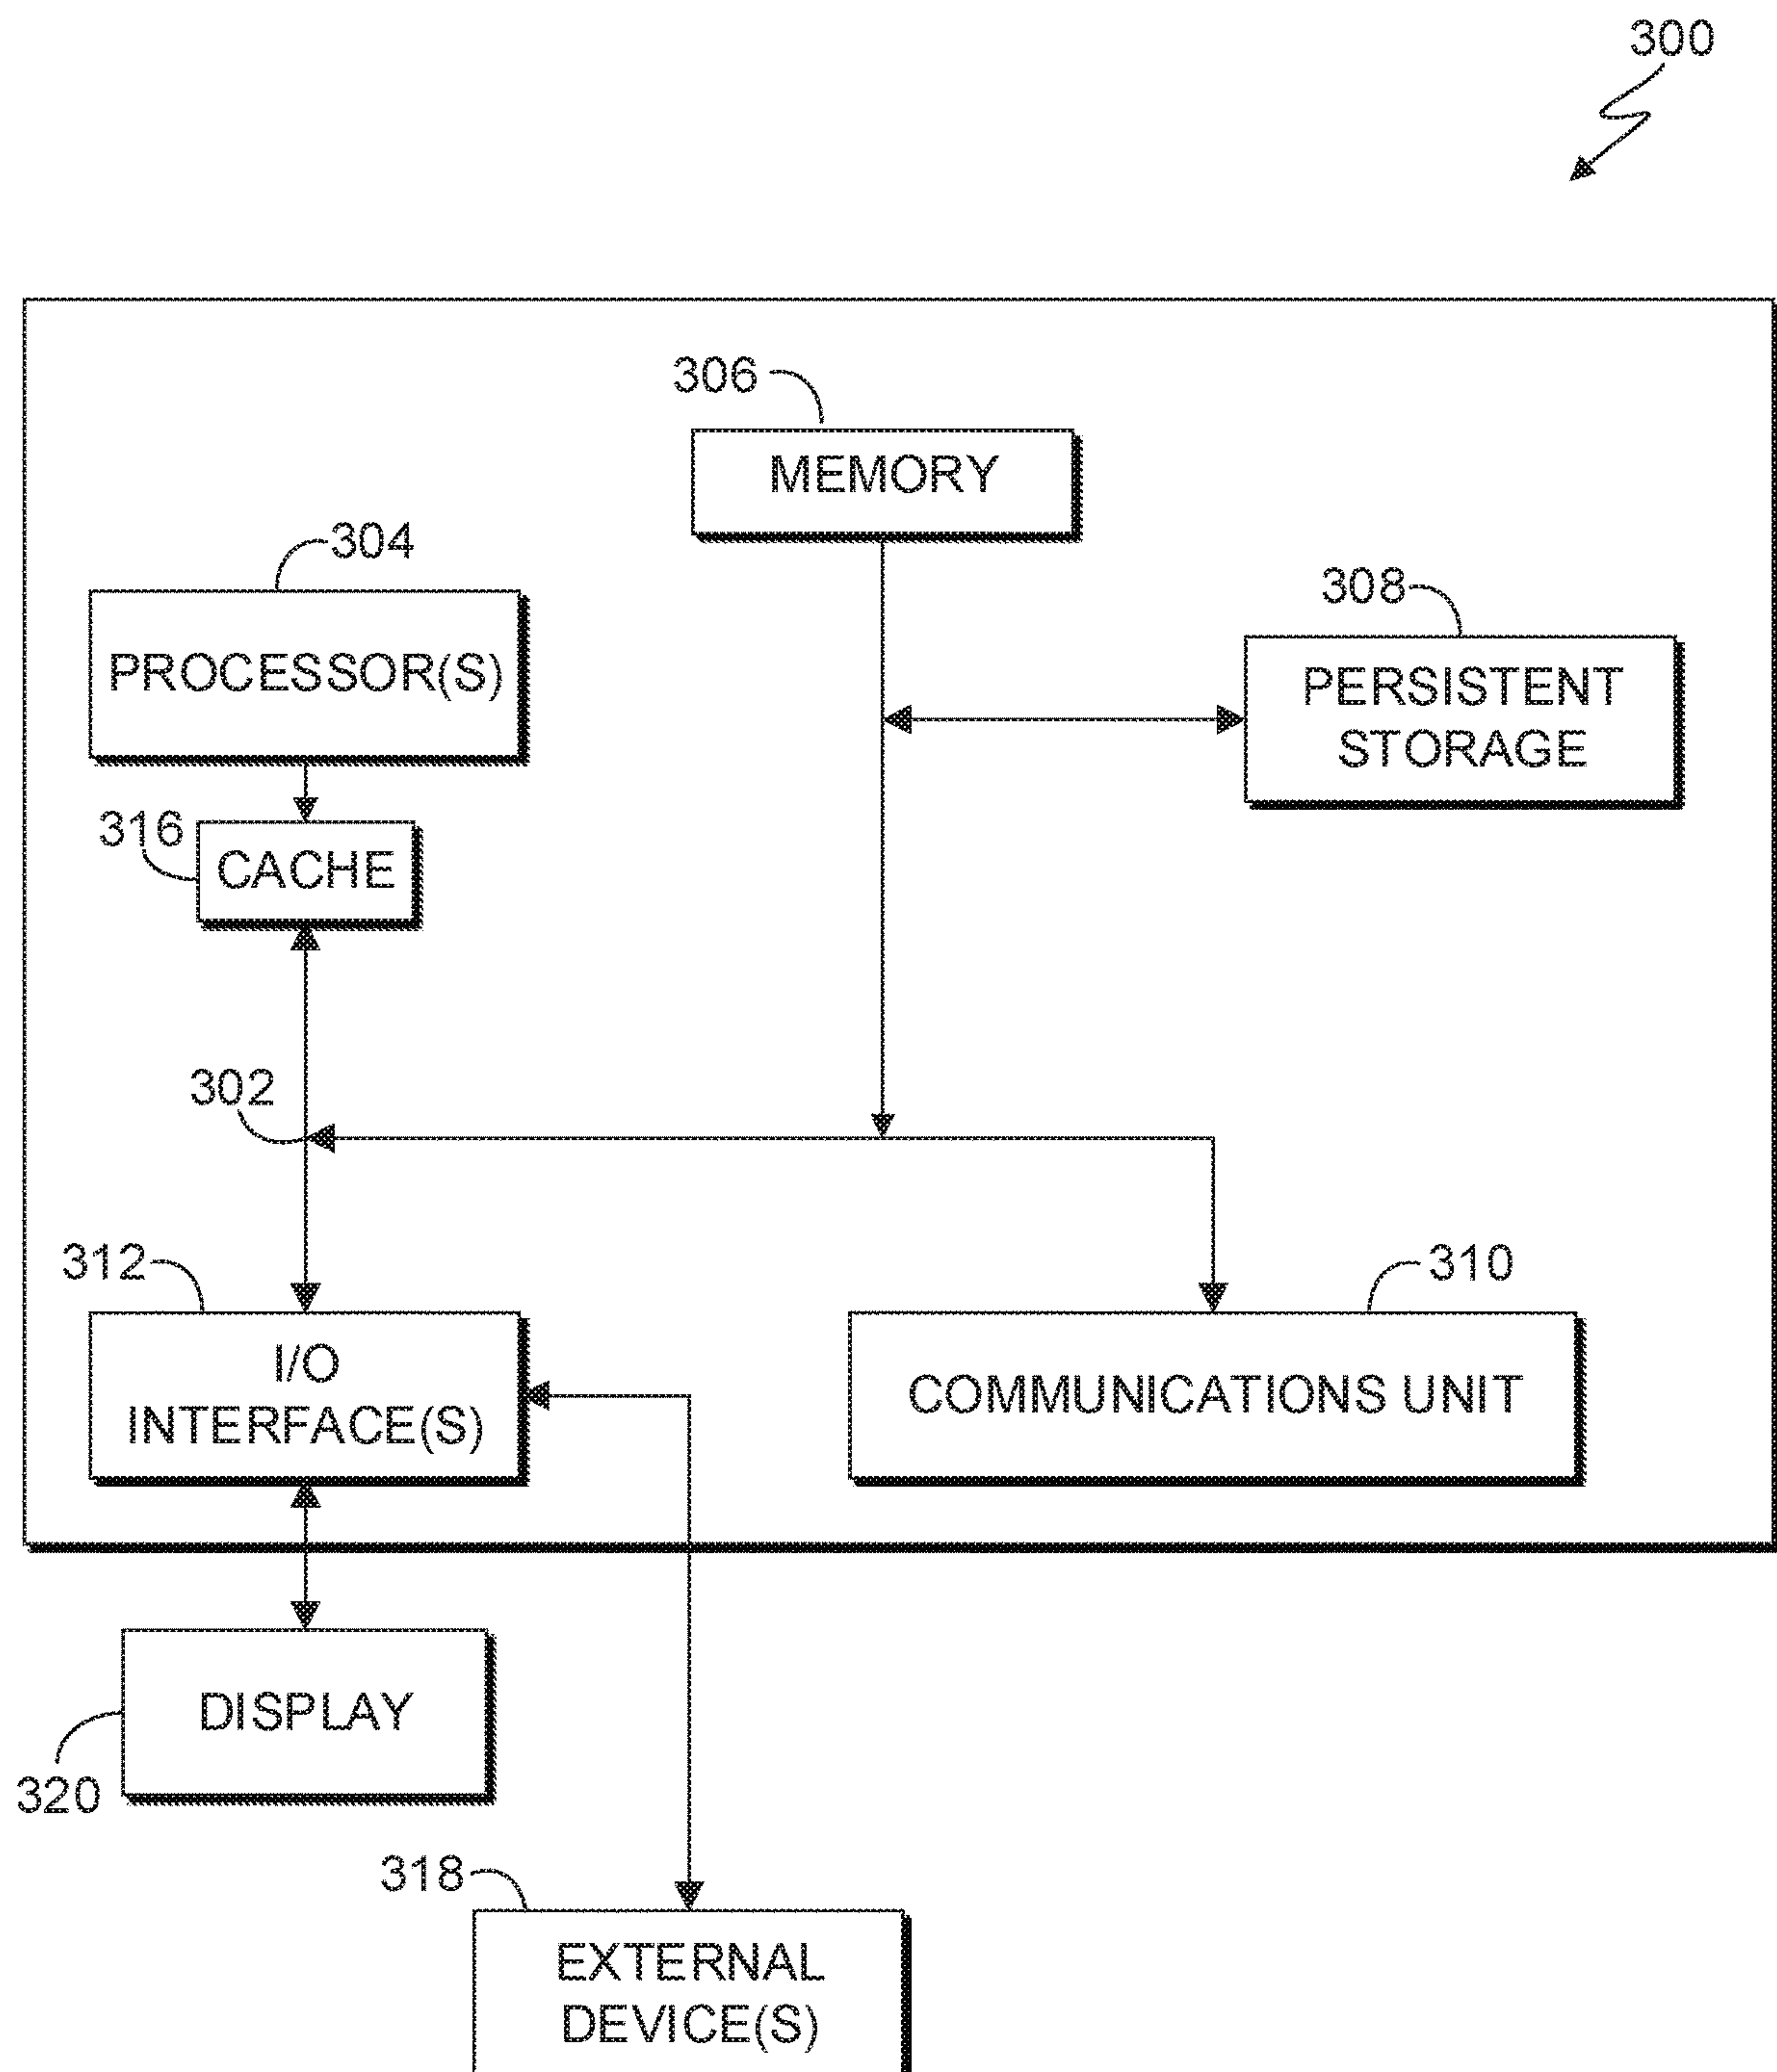 300
306
MEMORY
304
308
PROCESSOR(S)
PERSISTENT
STORAGE
316
CACHE
302
312
310
I/O
INTERFACE(S)
COMMUNICATIONS UNIT
DISPLAY
320
318
EXTERNAL
DEVICE(S)